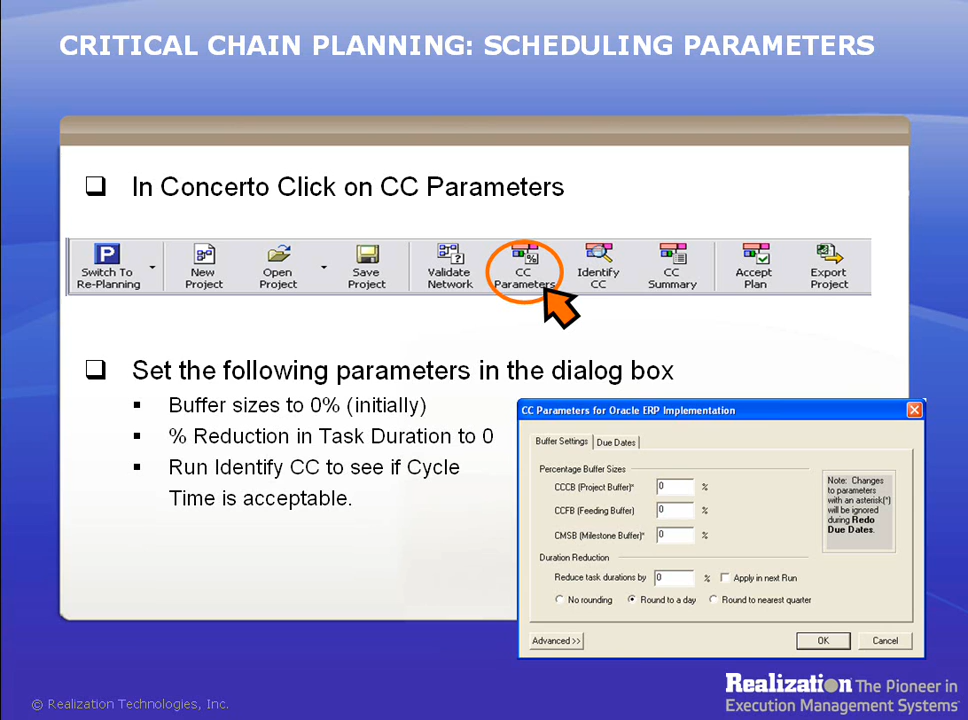 CRITICAL CHAIN PLANNING: SCHEDULING PARAMETERS
In Concerto Click on CC Parameters
Switch To
Re-Planning
New
Project
Open
Project
Save
Project
Validate
Network
CC
Parameters
Identify
CC
CC
Summary
Accept
Plan
Export
Project
Set the following parameters in the dialog box
Buffer sizes to 0% (initially)
% Reduction in Task Duration to 0
Run Identify CC to see if Cycle
Time is acceptable.
CC Parameters for Oracle ERP Implementation
Buffer Settings Due Dates
Percentage Buffer Sizes
CCCB (Project Buffer)* 0 %
CCFB (Feeding Buffer) 0 %
CMSB (Milestone Buffer)* 0 %
Note: Changes
to parameters
with an asterisk(*)
will be ignored
during Redo
Due Dates.
Duration Reduction
Reduce task durations by 0 % Apply in next Run
No rounding Round to a day Round to nearest quarter
Advanced >> OK Cancel
© Realization Technologies, Inc.
Realization The Pioneer in
Execution Management Systems